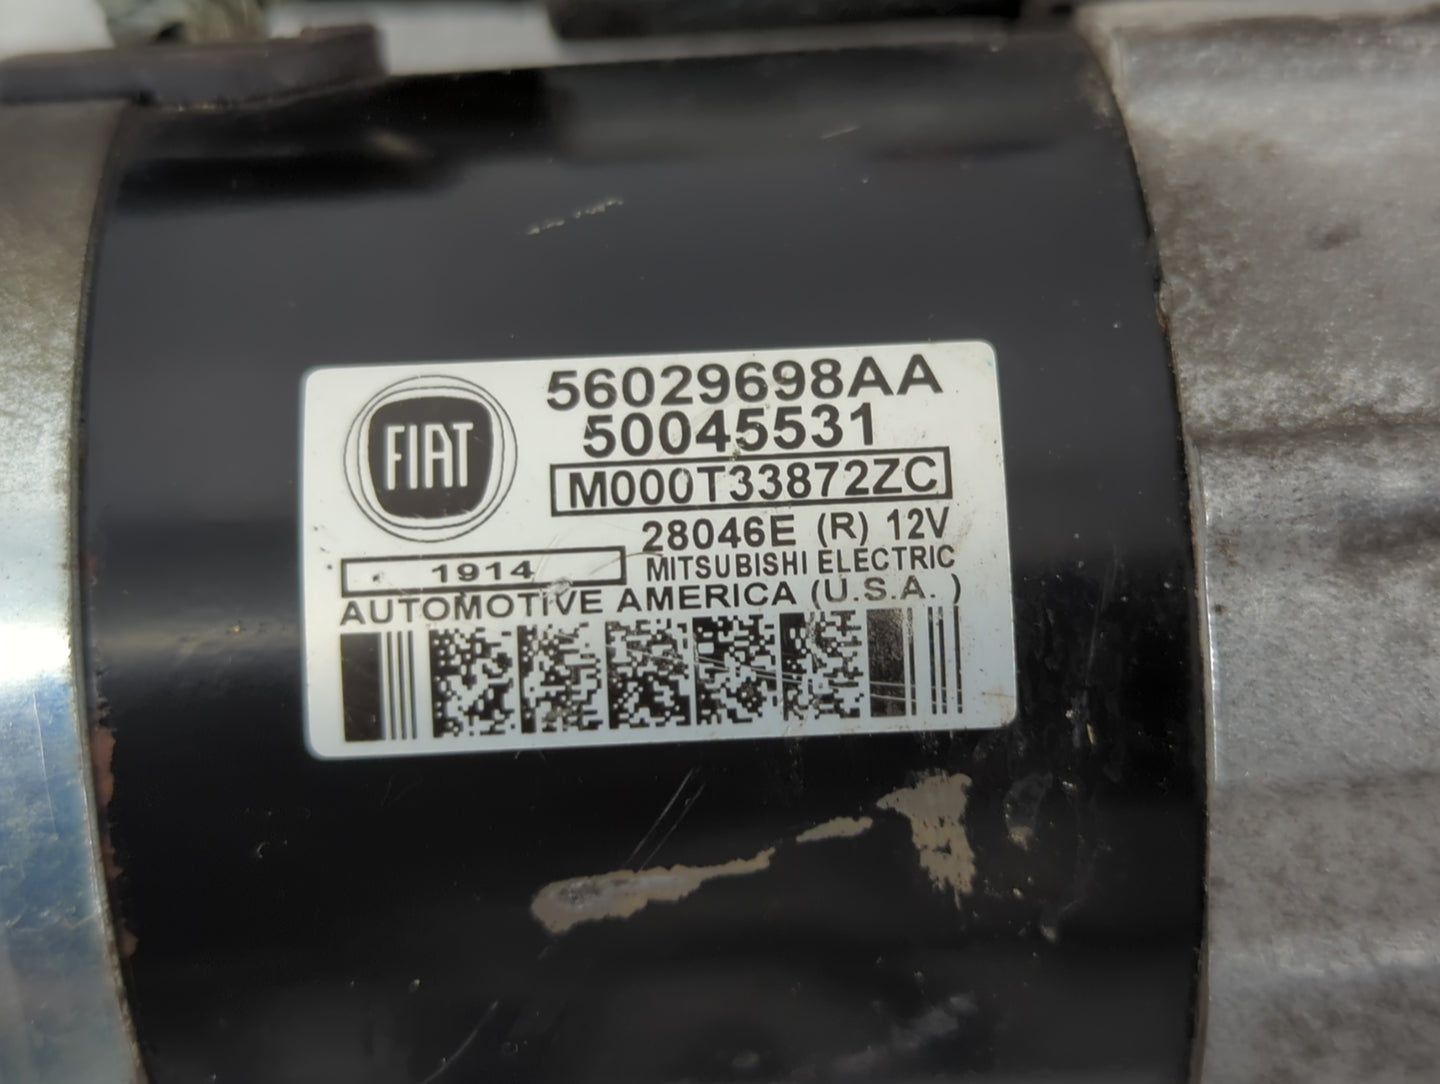 FIAT
56029698AA
50045531
M000T33872ZC
28046E (R) 12V
1914 MITSUBISHI ELECTRIC
AUTOMOTIVE AMERICA (U.S.A. )